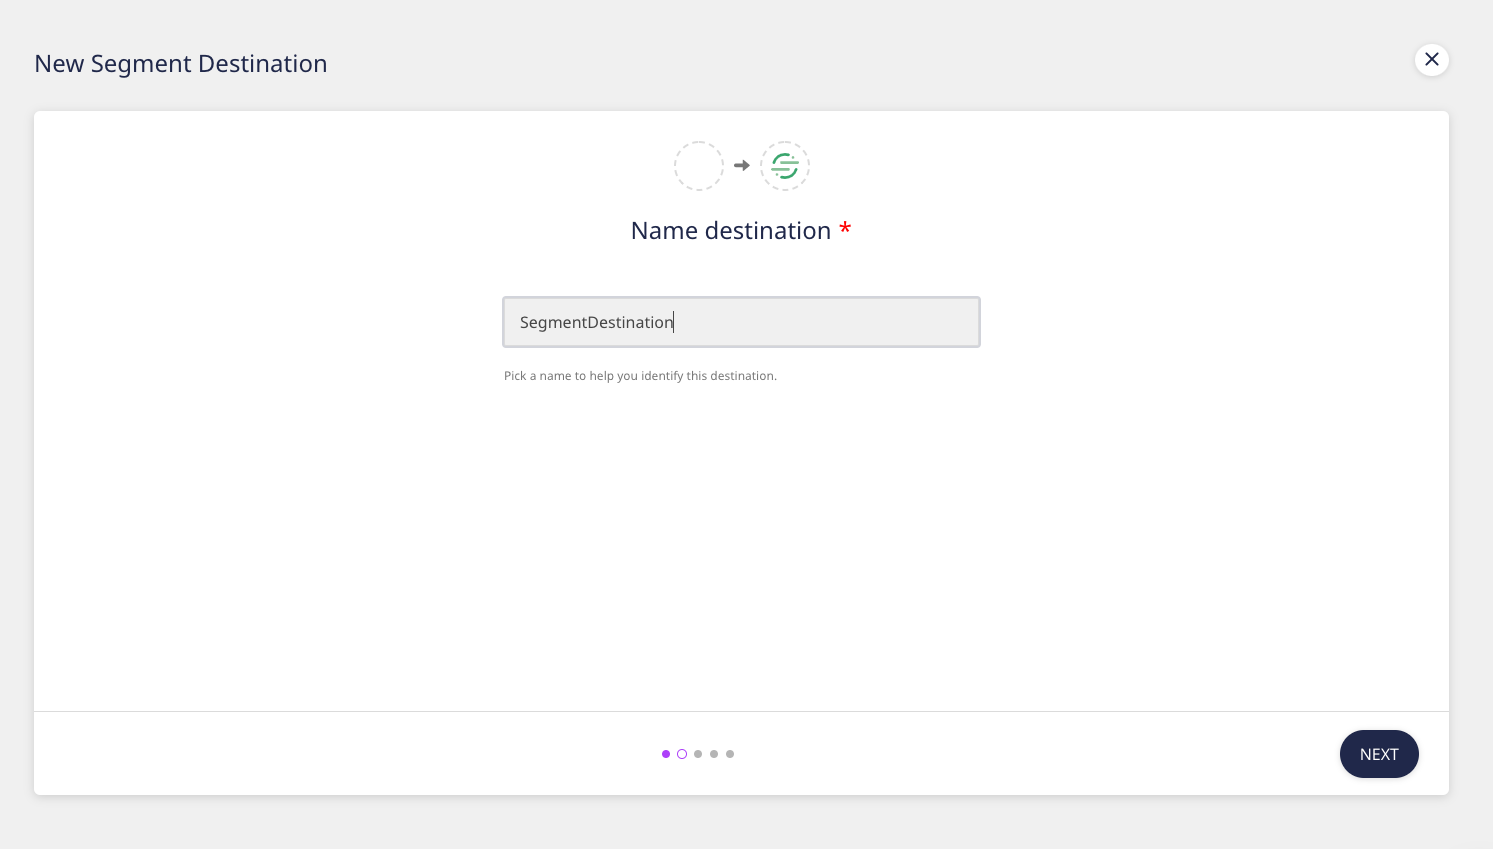 New Segment Destination
Name destination *
SegmentDestination
Pick a name to help you identify this destination.
NEXT